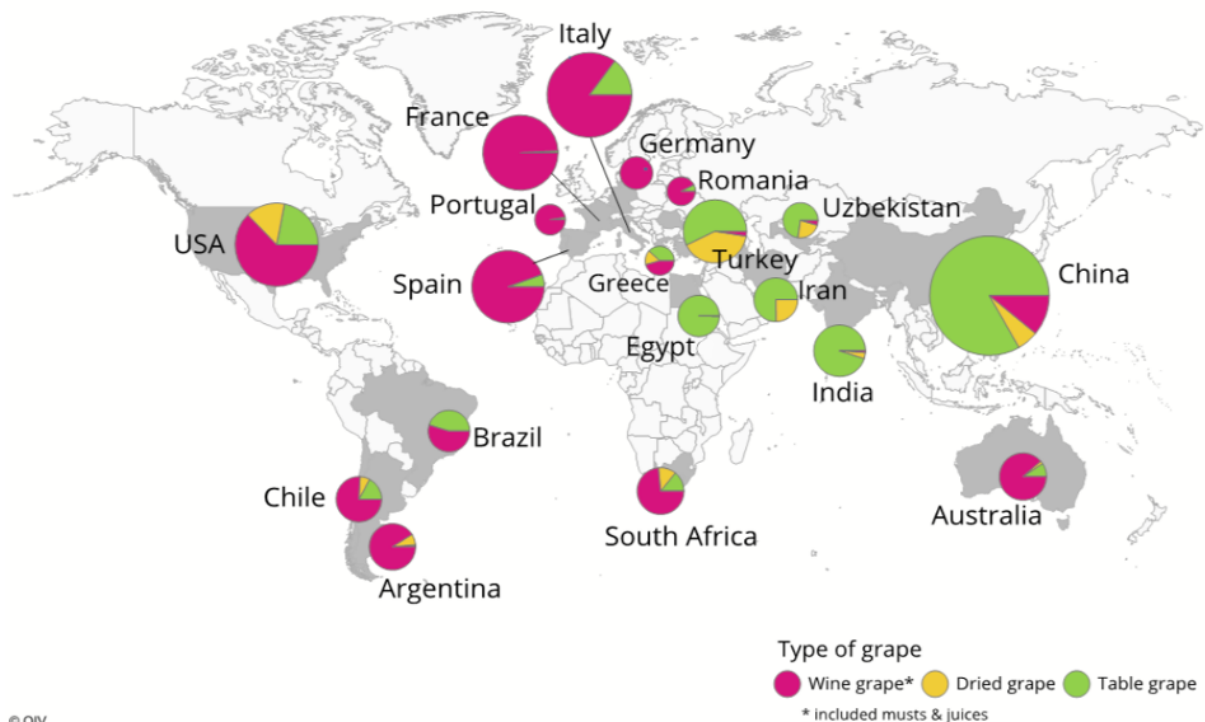 Italy
France
Germany
Romania
Portugal
Uzbekistan
USA
Turkey
China
Spain
Greece
Iran
Egypt
India
Brazil
Chile
Australia
South Africa
Argentina
Type of grape
Wine grape* Dried grape Table grape
* included musts & juices
© OIV